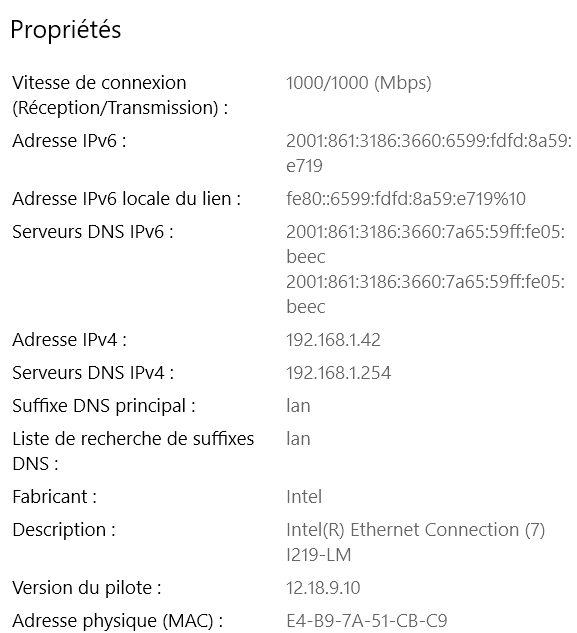 Propriétés
Vitesse de connexion 1000/1000 (Mbps)
(Réception/Transmission) :
Adresse IPv6 : 2001:861:3186:3660:6599:fdfd:8a59:
e719
Adresse IPv6 locale du lien : fe80::6599:fdfd:8a59:e719%10
Serveurs DNS IPv6 : 2001:861:3186:3660:7a65:59ff:fe05:
beec
2001:861:3186:3660:7a65:59ff:fe05:
beec
Adresse IPv4 : 192.168.1.42
Serveurs DNS IPv4 : 192.168.1.254
Suffixe DNS principal : lan
Liste de recherche de suffixes lan
DNS :
Fabricant : Intel
Description : Intel(R) Ethernet Connection (7)
I219-LM
Version du pilote : 12.18.9.10
Adresse physique (MAC) : E4-B9-7A-51-CB-C9